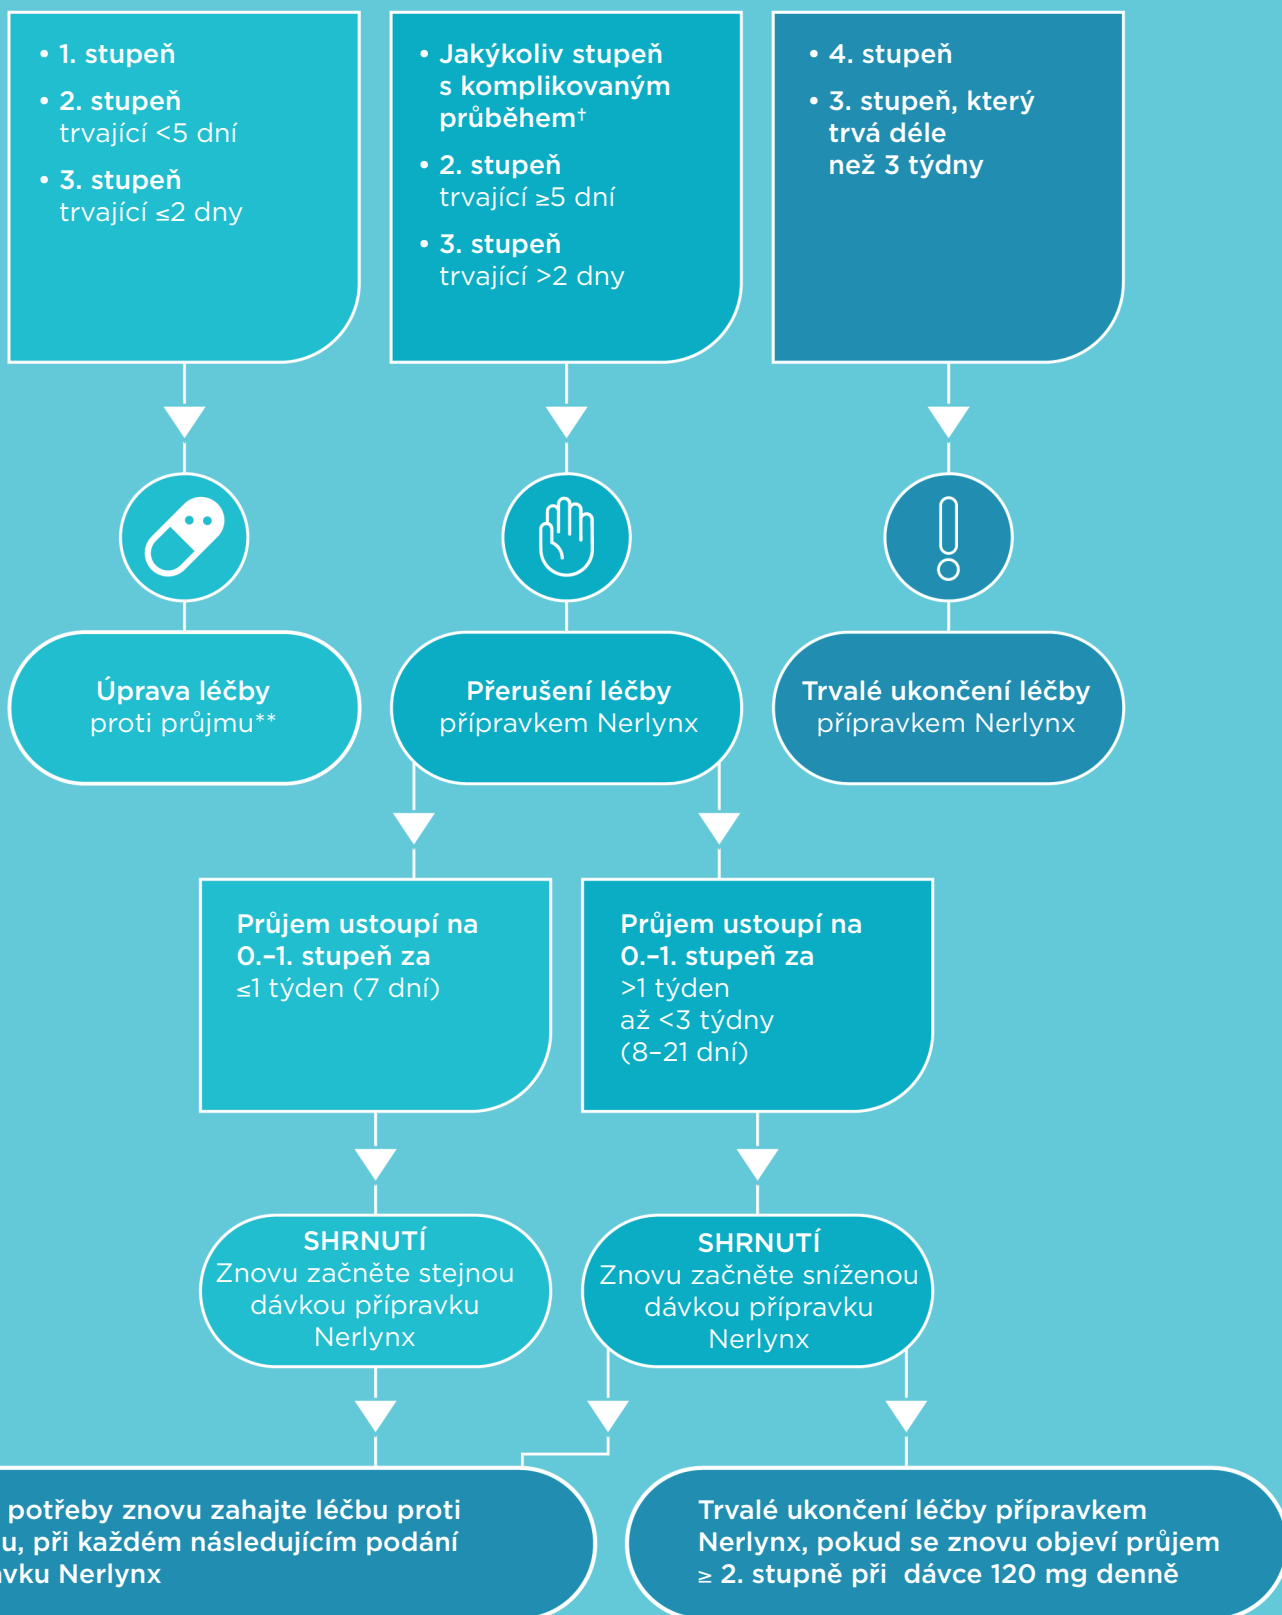 • 1. stupeň
• 2. stupeň
trvající <5 dní
• 3. stupeň
trvající ≤2 dny
• Jakýkoliv stupeň
s komplikovaným
průběhem†
• 2. stupeň
trvající ≥5 dní
• 3. stupeň
trvající >2 dny
• 4. stupeň
• 3. stupeň, který
trvá déle
než 3 týdny
Úprava léčby
proti průjmu**
Přerušení léčby
přípravkem Nerlynx
Trvalé ukončení léčby
přípravkem Nerlynx
Průjem ustoupí na
0.–1. stupeň za
≤1 týden (7 dní)
Průjem ustoupí na
0.–1. stupeň za
>1 týden
až <3 týdny
(8–21 dní)
SHRNUTÍ
Znovu začněte stejnou
dávkou přípravku
Nerlynx
SHRNUTÍ
Znovu začněte sníženou
dávkou přípravku
Nerlynx
potřeby znovu zahajte léčbu proti
u, při každém následujícím podání
avku Nerlynx
Trvalé ukončení léčby přípravkem
Nerlynx, pokud se znovu objeví průjem
≥ 2. stupně při dávce 120 mg denně